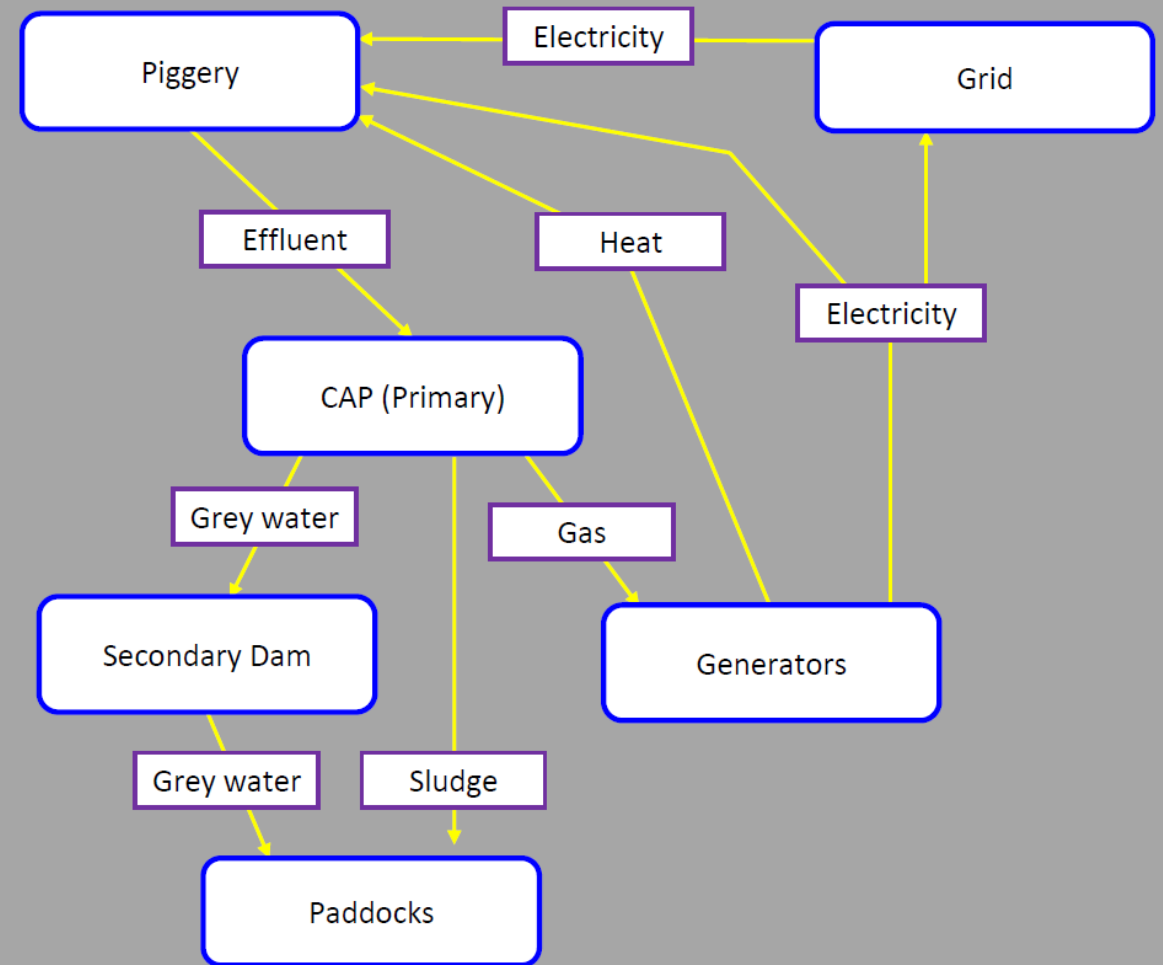 Electricity
Piggery
Grid
Effluent
Heat
Electricity
CAP (Primary)
Grey water
Gas
Secondary Dam
Generators
Grey water
Sludge
Paddocks